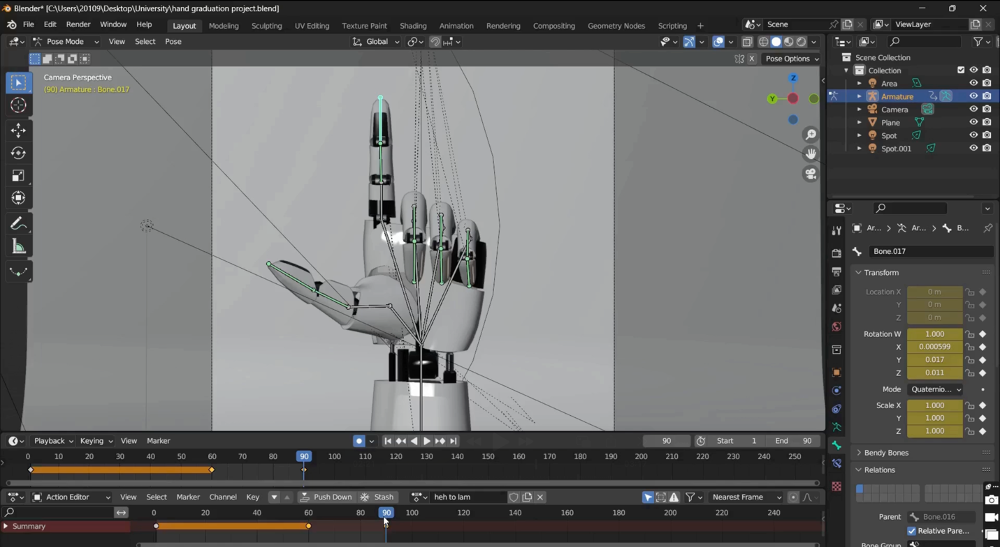 Blender* [C:\Users\20109\Desktop\University\hand graduation project.blend]
File Edit Render Window Help Layout Modeling Sculpting UV Editing Texture Paint Shading Animation Rendering Compositing Geometry Nodes Scripting + Scene ViewLayer
Pose Mode View Select Pose Global
X Pose Options
Camera Perspective
(90) Armature : Bone.017
Z
Y
Scene Collection
Collection
Area
Armature
Camera
Plane
Spot
Spot.001
Ar... > Ar... > B...
Bone.017
Transform
Location X 0 m
Y 0 m
Z 0 m
Rotation W 1.000
X 0.000599
Y 0.017
Z 0.011
Mode Quaternio...
Scale X 1.000
Y 1.000
Z 1.000
Bendy Bones
Relations
Parent Bone.016
Relative Pare...
Bone Group
Playback Keying View Marker 90 Start 1 End 90
0 10 20 30 40 50 60 70 80 90 100 110 120 130 140 150 160 170 180 190 200 210 220 230 240 250
Action Editor View Select Marker Channel Key Push Down Stash heh to lam Nearest Frame
0 20 40 60 80 90 100 120 140 160 180 200 220 240
Summary